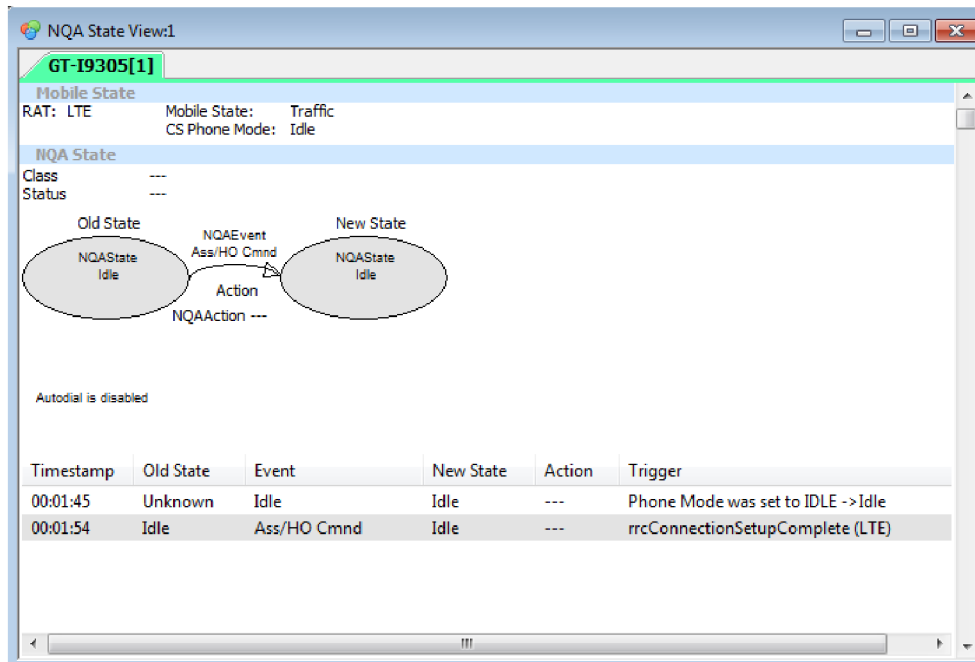 NQA State View:1
GT-I9305[1]
Mobile State
RAT: LTE Mobile State: Traffic
CS Phone Mode: Idle
NQA State
Class ---
Status ---
Old State New State
NQAEvent
Ass/HO Cmnd
NQAState NQAState
Idle Idle
Action
NQAAction ---
Autodial is disabled
Timestamp Old State Event New State Action Trigger
00:01:45 Unknown Idle Idle --- Phone Mode was set to IDLE ->Idle
00:01:54 Idle Ass/HO Cmnd Idle --- rrcConnectionSetupComplete (LTE)